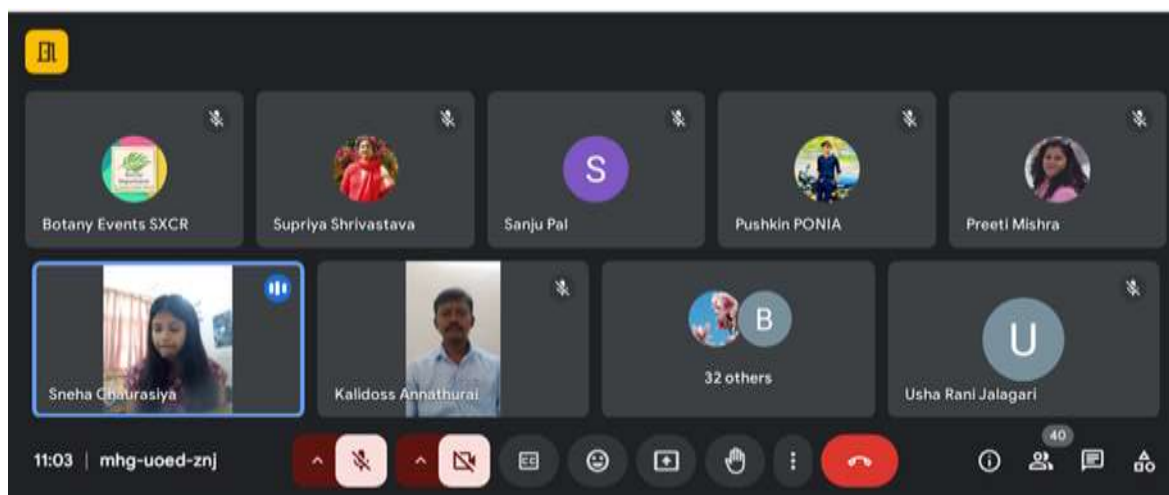 Botany Events SXCR
Supriya Shrivastava
S
Sanju Pal
Pushkin PONIA
Preeti Mishra
Sneha Chaurasiya
Kalidoss Annathurai
B
32 others
U
Usha Rani Jalagari
11:03 | mhg-uoed-znj
CC
40